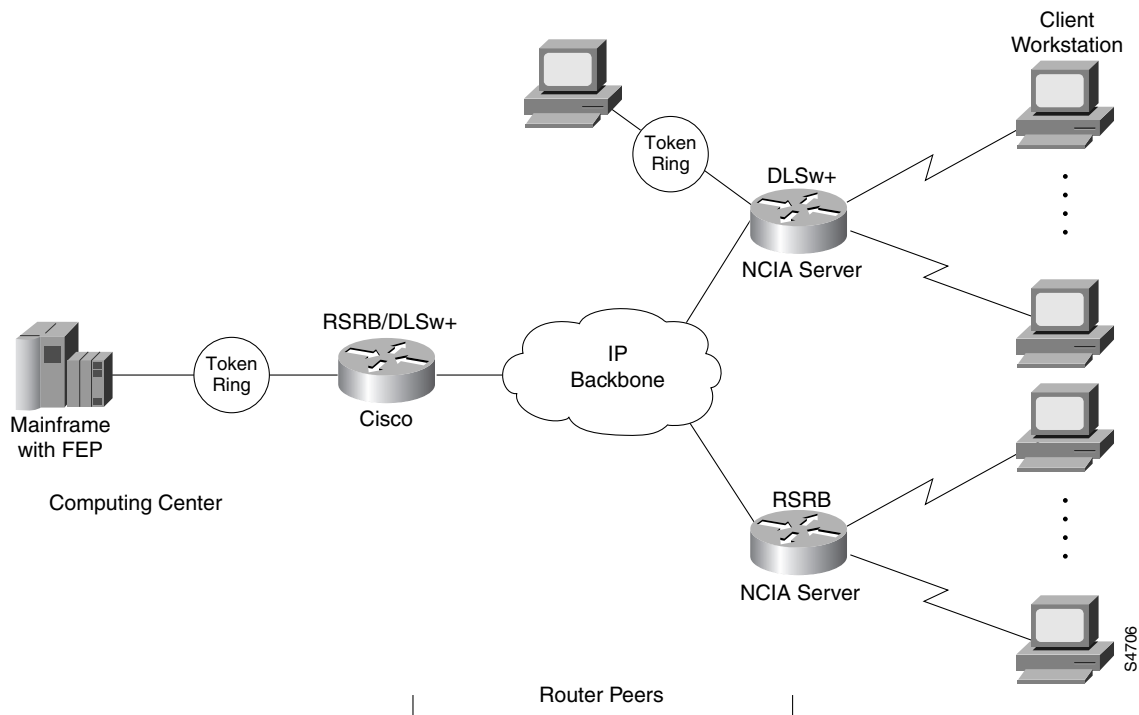 Client
Workstation
Token
Ring
DLSw+
NCIA Server
RSRB/DLSw+
Token
Ring
IP
Backbone
Cisco
Mainframe
with FEP
Computing Center
RSRB
NCIA Server
S4706
Router Peers